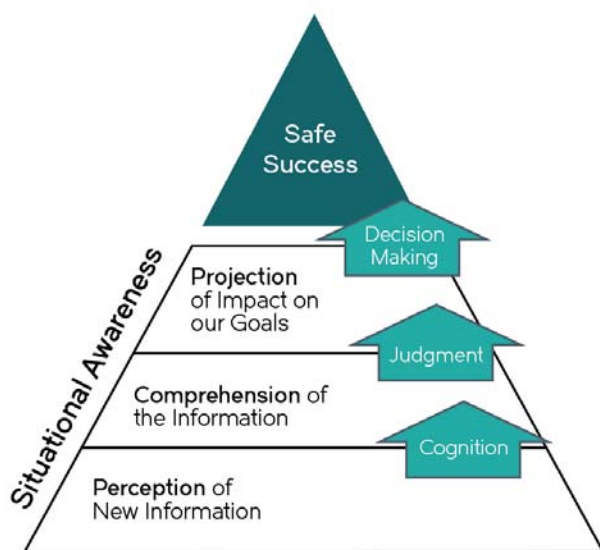 Safe
Success
Decision
Making
Projection
of Impact on
our Goals
Judgment
Comprehension of
the Information
Cognition
Perception of
New Information
Situational Awareness